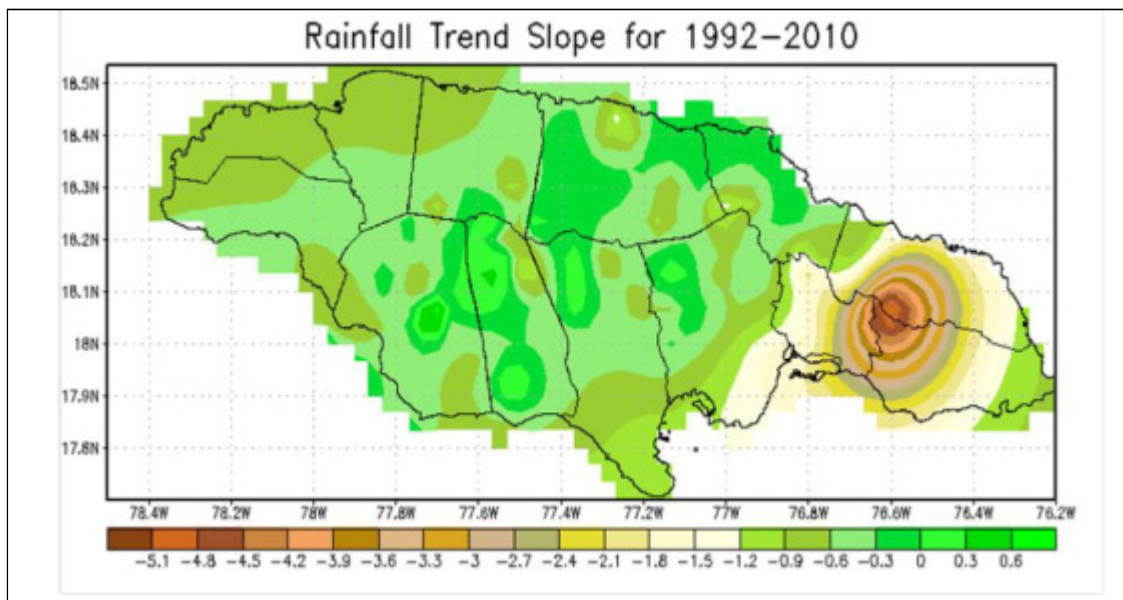 Rainfall Trend Slope for 1992-2010
18.5N
18.4N
18.3N
18.2N
18.1N
18N
17.9N
17.8N
78.4W 78.2W 78W 77.8W 77.6W 77.4W 77.2W 77W 76.8W 76.6W 76.4W 76.2W
-5.1 -4.8 -4.5 -4.2 -3.9 -3.6 -3.3 -3 -2.7 -2.4 -2.1 -1.8 -1.5 -1.2 -0.9 -0.6 -0.3 0 0.3 0.6